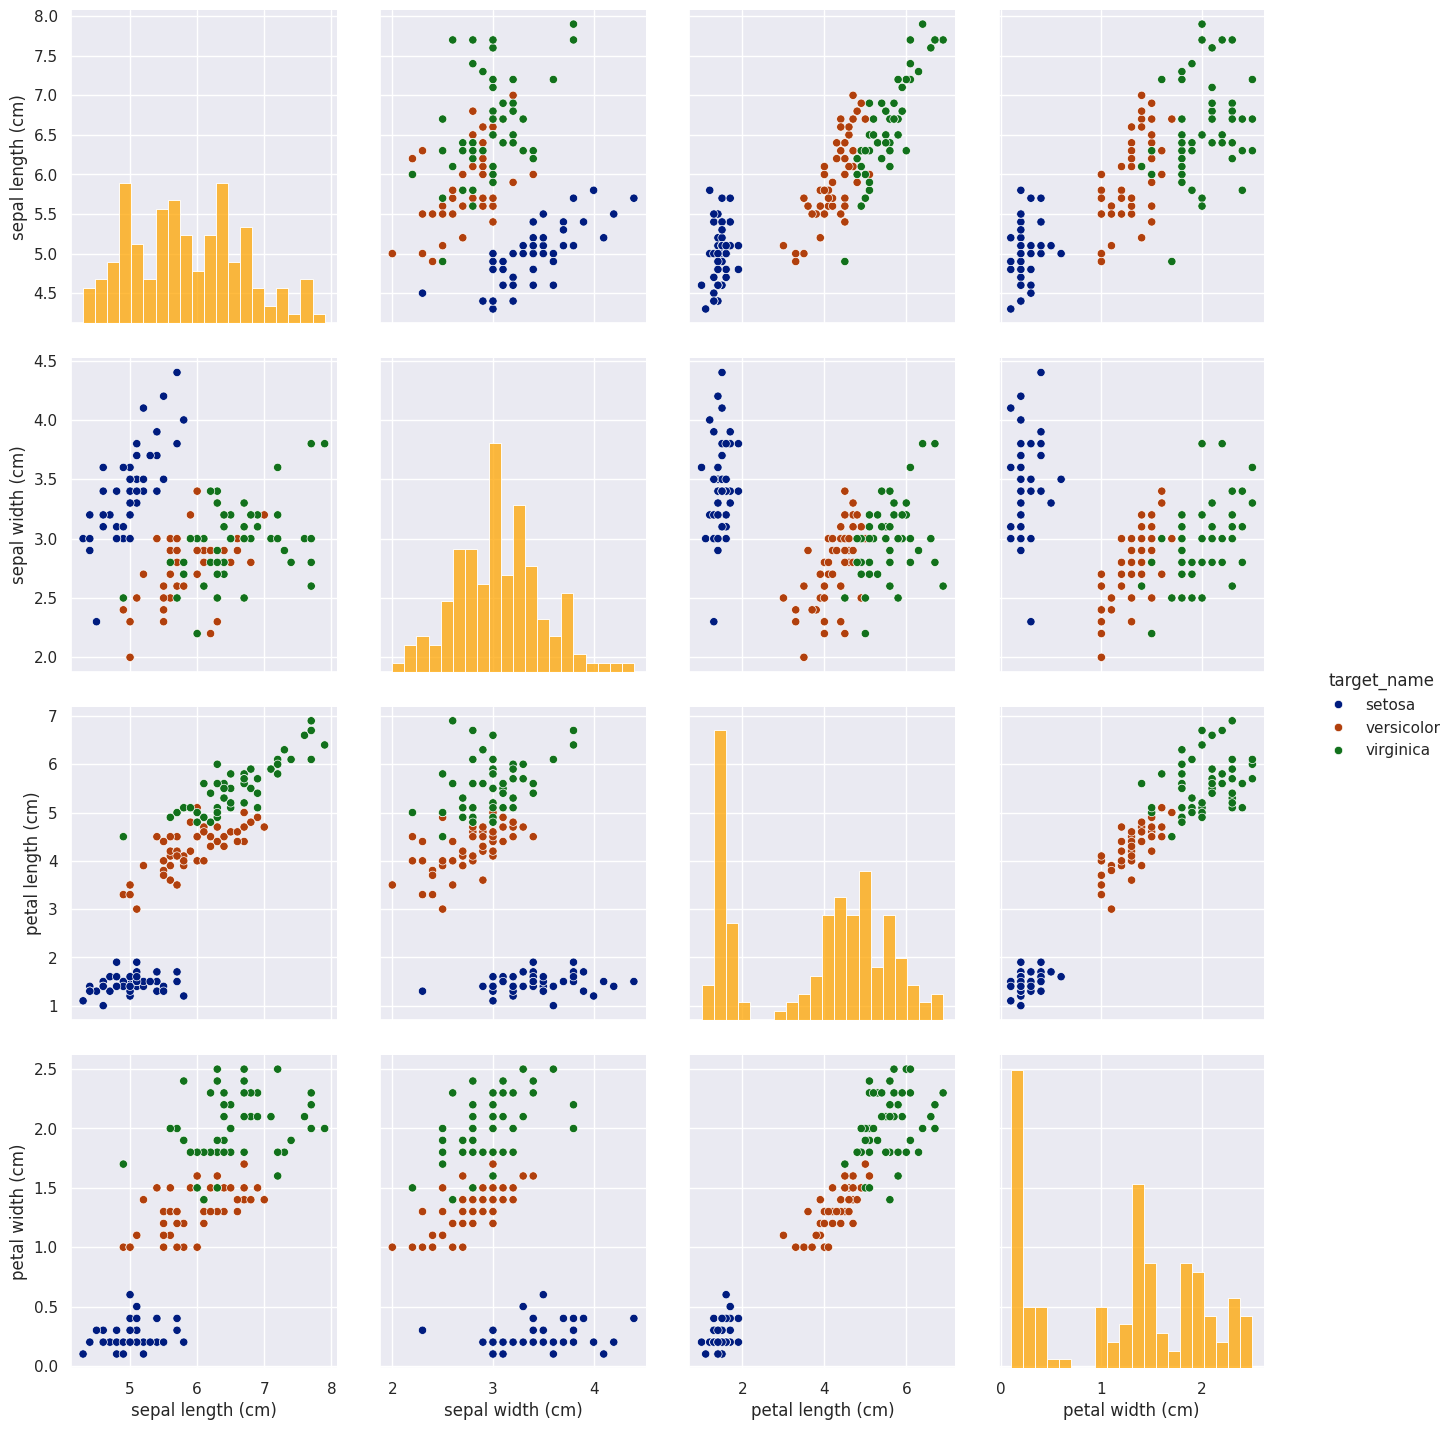 8.0
7.5
7.0
6.5
6.0
5.5
5.0
4.5
sepal length (cm)
4.5
4.0
3.5
3.0
2.5
2.0
sepal width (cm)
target_name
setosa
versicolor
virginica
7
6
5
4
3
2
1
petal length (cm)
2.5
2.0
1.5
1.0
0.5
0.0
petal width (cm)
5 6 7 8
2 3 4
2 4 6
0 1 2
sepal length (cm)
sepal width (cm)
petal length (cm)
petal width (cm)